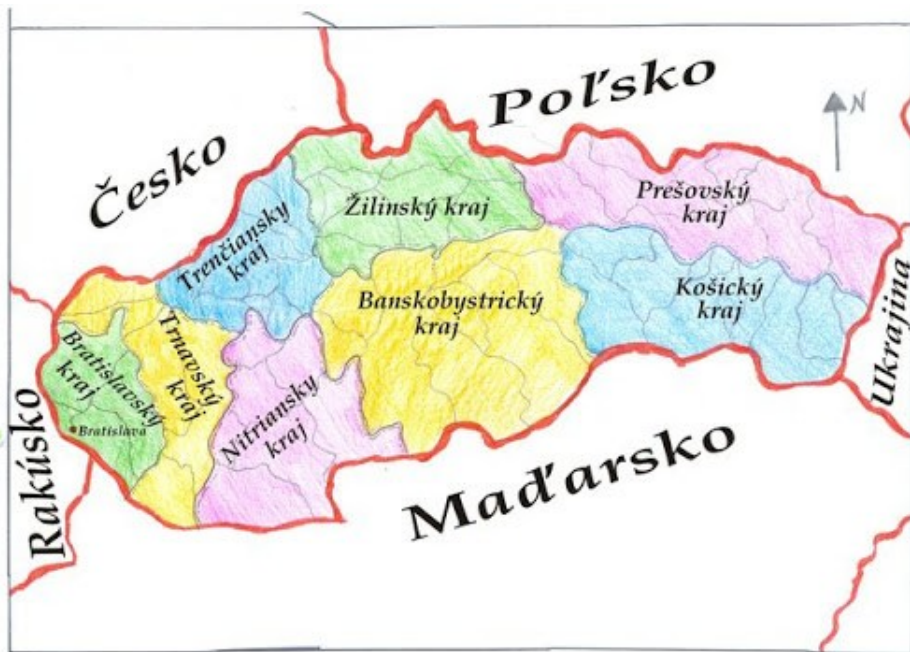 Poľsko
N
Česko
Žilinský kraj
Prešovský
kraj
Trenčiansky
kraj
Banskobystrický
kraj
Košický
kraj
Ukrajina
Trnavský
kraj
Bratislavský
kraj
Bratislava
Nitriansky
kraj
Rakúsko
Maďarsko